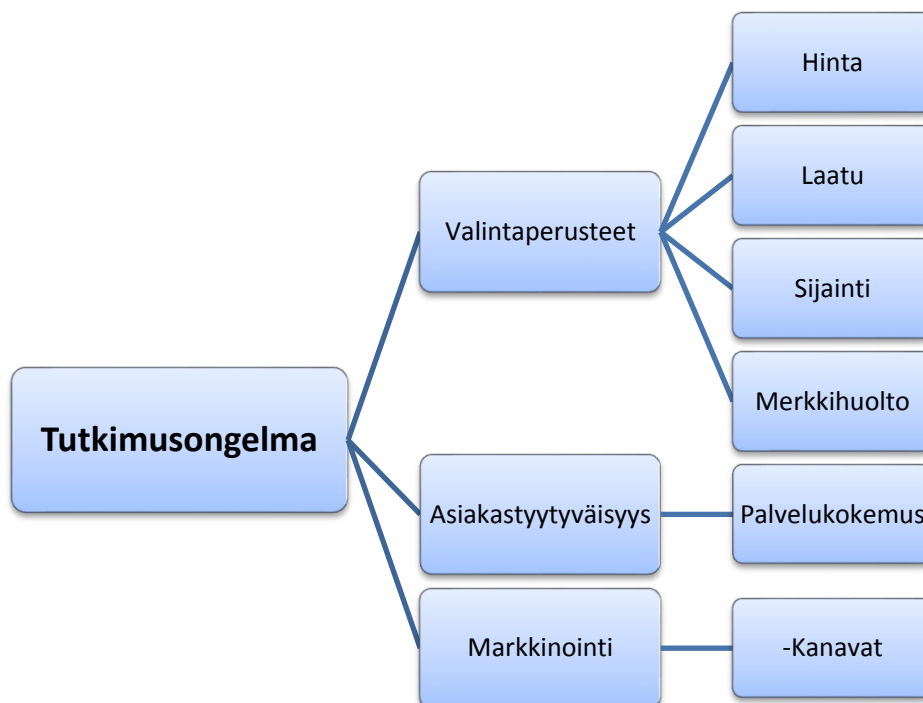 Tutkimusongelma
Valintaperusteet
Hinta
Laatu
Sijainti
Merkkihuolto
Asiakastyytyväisyys
Palvelukokemus
Markkinointi
-Kanavat